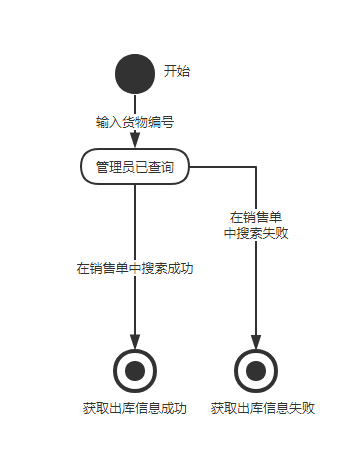 开始
输入货物编号
管理员已查询
在销售单
中搜索失败
在销售单中搜索成功
获取出库信息成功
获取出库信息失败